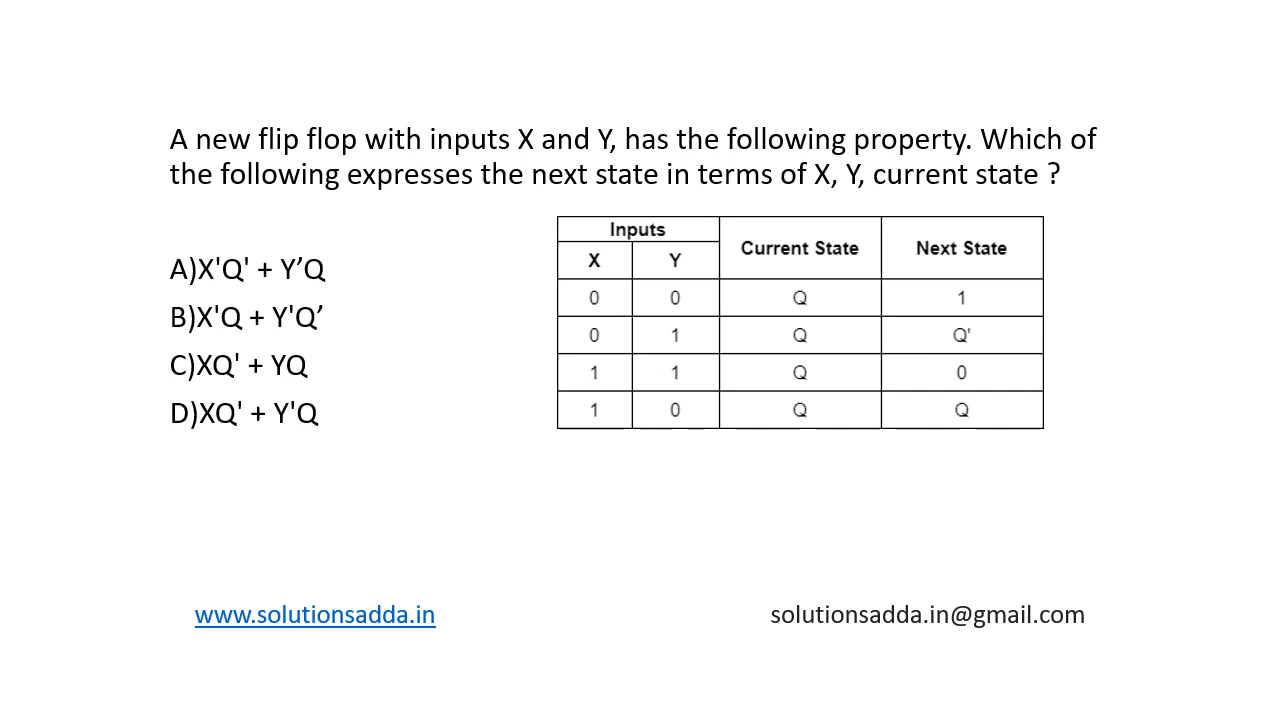 A new flip flop with inputs X and Y, has the following property. Which of
the following expresses the next state in terms of X, Y, current state ?
A)X'Q' + Y’Q
B)X'Q + Y'Q’
C)XQ' + YQ
D)XQ' + Y'Q
Inputs
Current State Next State
X Y
0 0 Q 1
0 1 Q Q'
1 1 Q 0
1 0 Q Q
www.solutionsadda.in
solutionsadda.in@gmail.com